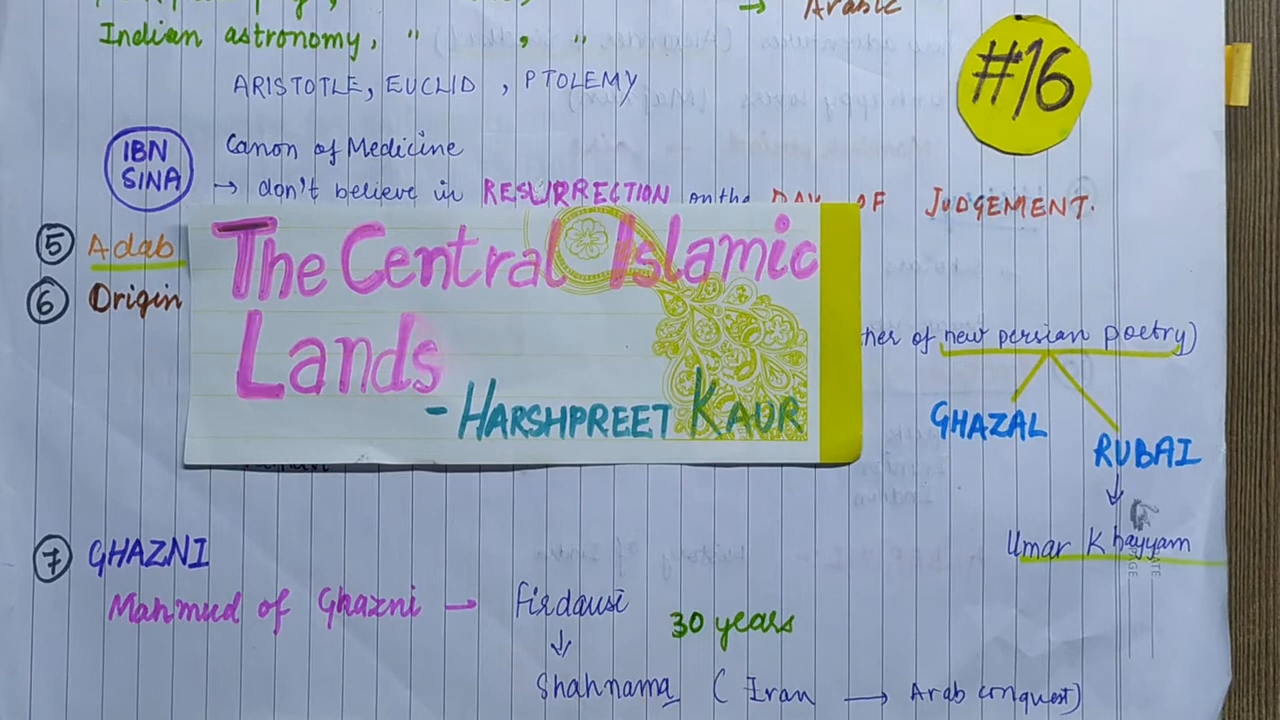 → Arabic
Indian astronomy, " , "
ARISTOTLE, EUCLID , PTOLEMY
#16
IBN SINA
Canon of Medicine
→ don't believe in RESURRECTION on the DAY OF JUDGEMENT.
5 Adab
6 Origin
The Central Islamic
Lands
- HARSHPREET KAUR
her of new persian poetry)
GHAZAL
RUBAI
Umar Khayyam
7 GHAZNI
Mahmud of Ghazni → Firdausi
30 years
Shahnama ( Iran → Arab conquest)